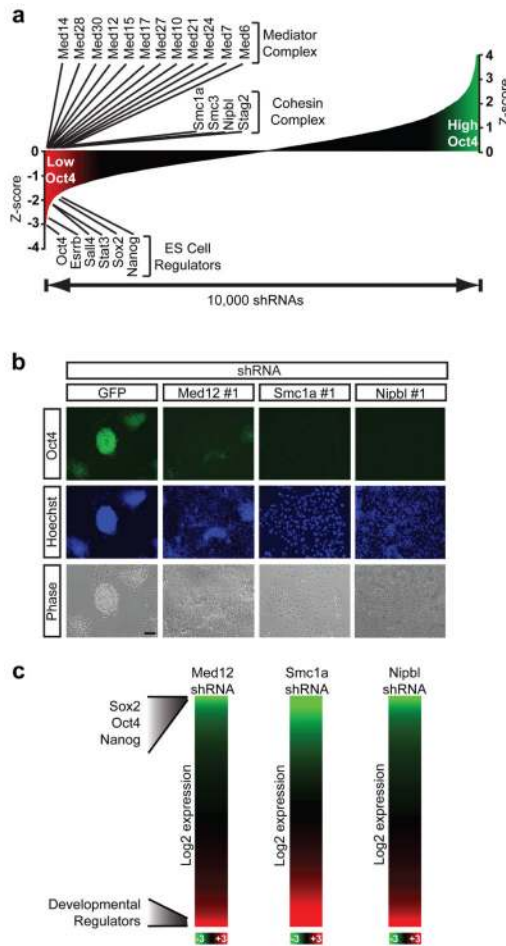 a
Med14
Med28
Med30
Med12
Med15
Med17
Med27
Med10
Med21
Med24
Med7
Med6
Mediator
Complex
Smc1a
Smc3
Nipbl
Stag2
Cohesin
Complex
4
3
2
1
0
Z-score
High
Oct4
0
-1
-2
-3
-4
Z-score
Low
Oct4
Oct4
Esrrb
Sall4
Stat3
Sox2
Nanog
ES Cell
Regulators
10,000 shRNAs
b
shRNA
GFP
Med12 #1
Smc1a #1
Nipbl #1
Oct4
Hoechst
Phase
c
Med12
shRNA
Smc1a
shRNA
Nipbl
shRNA
Sox2
Oct4
Nanog
Log2 expression
Log2 expression
Log2 expression
Developmental
Regulators
-3 +3
-3 +3
-3 +3